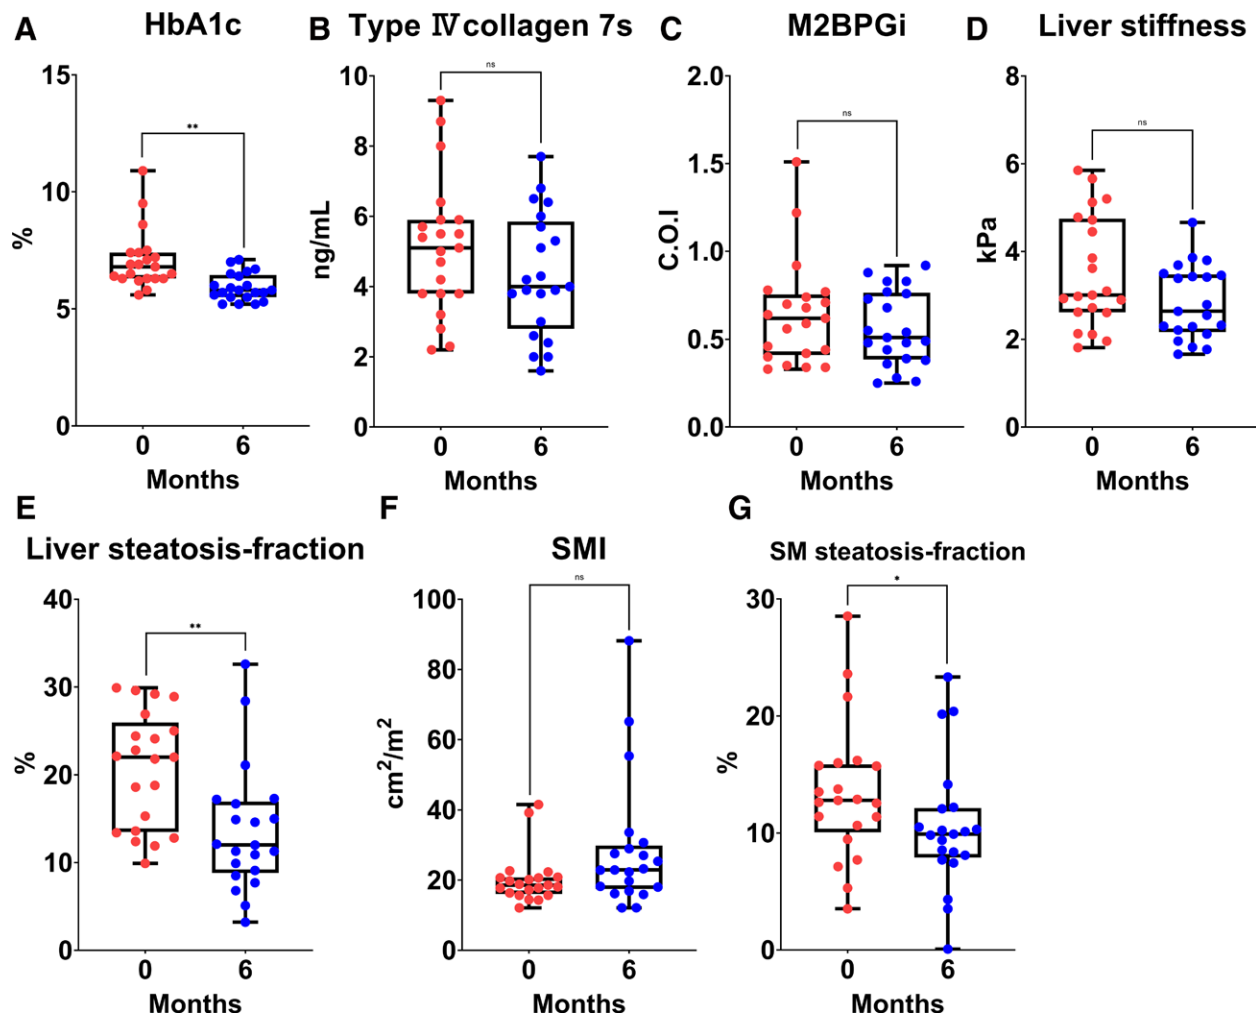 A
HbA1c
15
10
5
0
%
**
0
6
Months
B
Type Ⅳcollagen 7s
10
8
6
4
2
0
ng/mL
ns
0
6
Months
C
M2BPGi
2.0
1.5
1.0
0.5
0.0
C.O.I
ns
0
6
Months
D
Liver stiffness
8
6
4
2
0
kPa
ns
0
6
Months
E
Liver steatosis-fraction
40
30
20
10
0
%
**
0
6
Months
F
SMI
100
80
60
40
20
0
cm²/m²
ns
0
6
Months
G
SM steatosis-fraction
30
20
10
0
%
*
0
6
Months